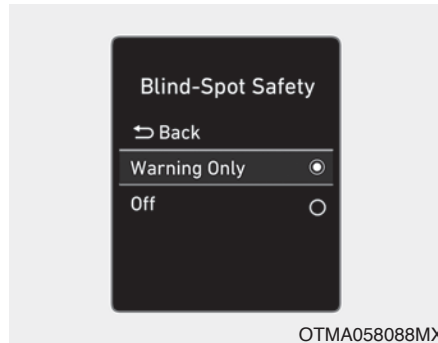 Blind-Spot Safety
Back
Warning Only
Off
OTMA058088MX